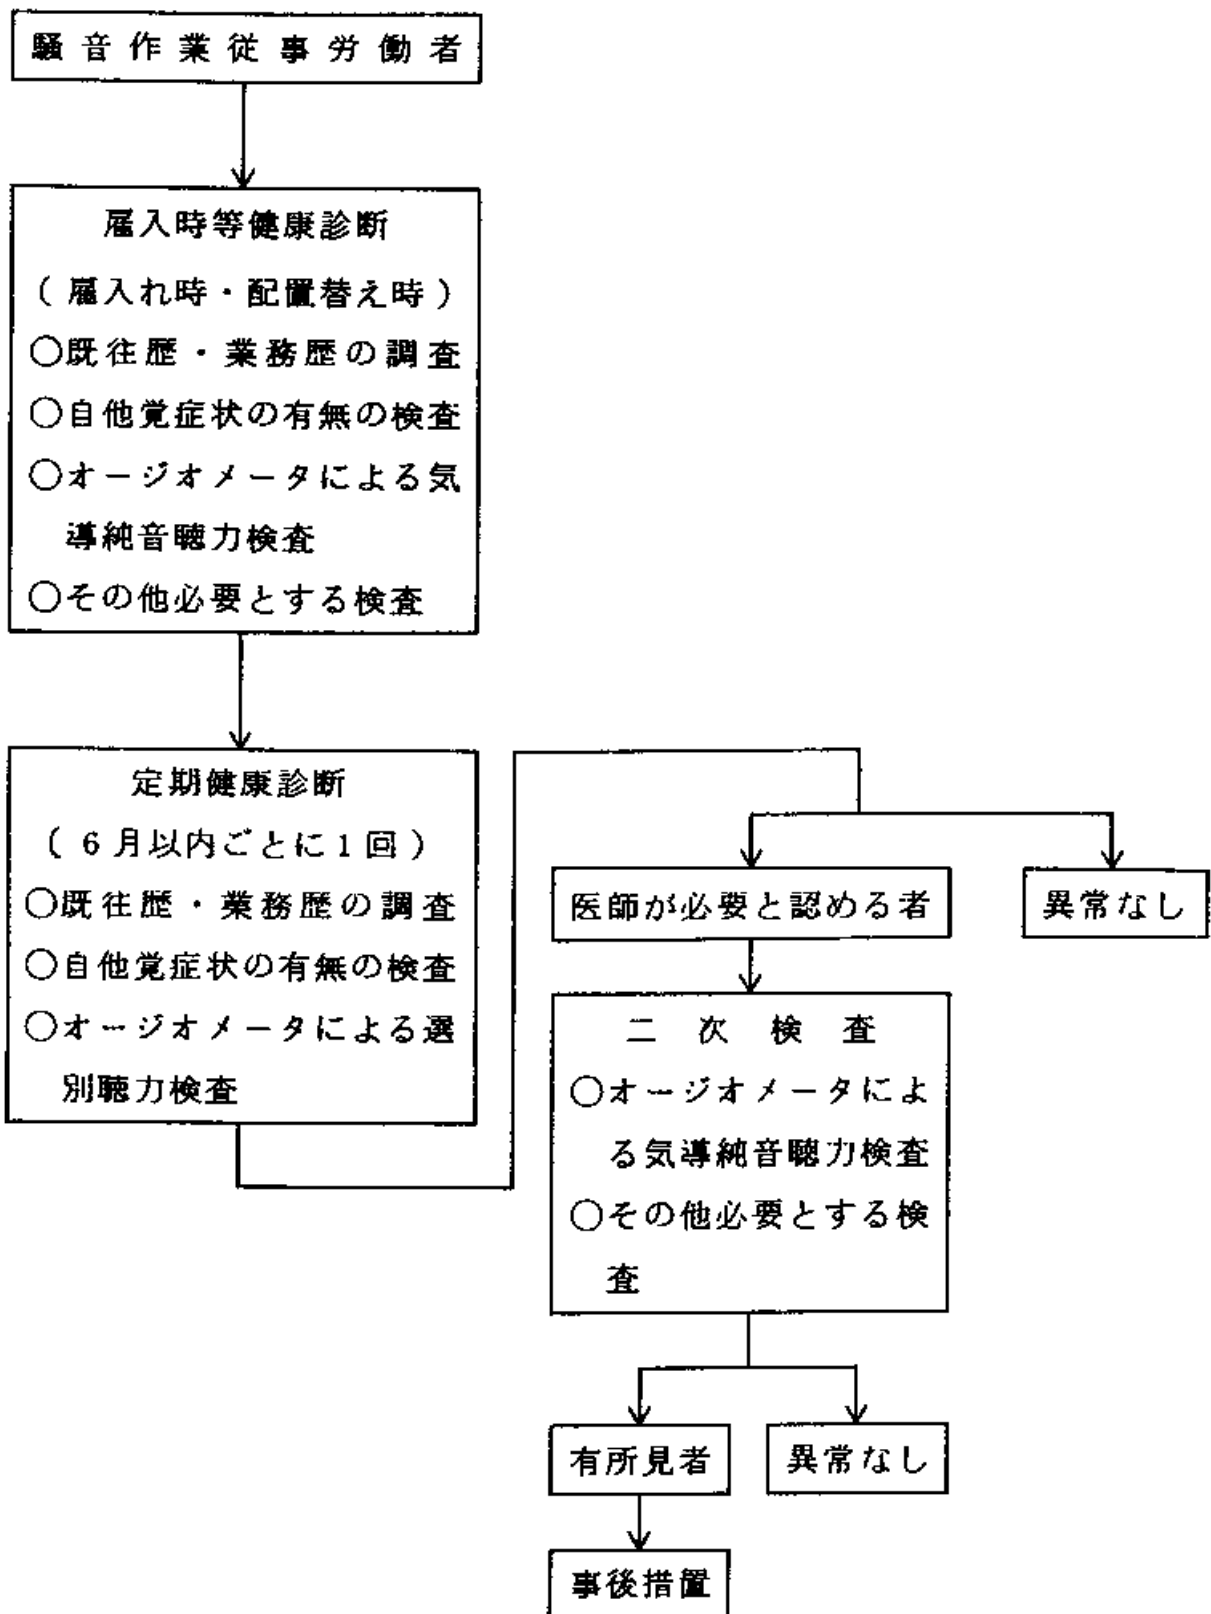 騒音作業従事労働者
雇入時等健康診断
(雇入れ時・配置替え時)
○既往歴・業務歴の調査
○自他覚症状の有無の検査
○オージオメータによる気
導純音聴力検査
○その他必要とする検査
定期健康診断
(6月以内ごとに1回)
○既往歴・業務歴の調査
○自他覚症状の有無の検査
○オージオメータによる選
別聴力検査
医師が必要と認める者
異常なし
二次検査
○オージオメータによ
る気導純音聴力検査
○その他必要とする検
査
有所見者
異常なし
事後措置